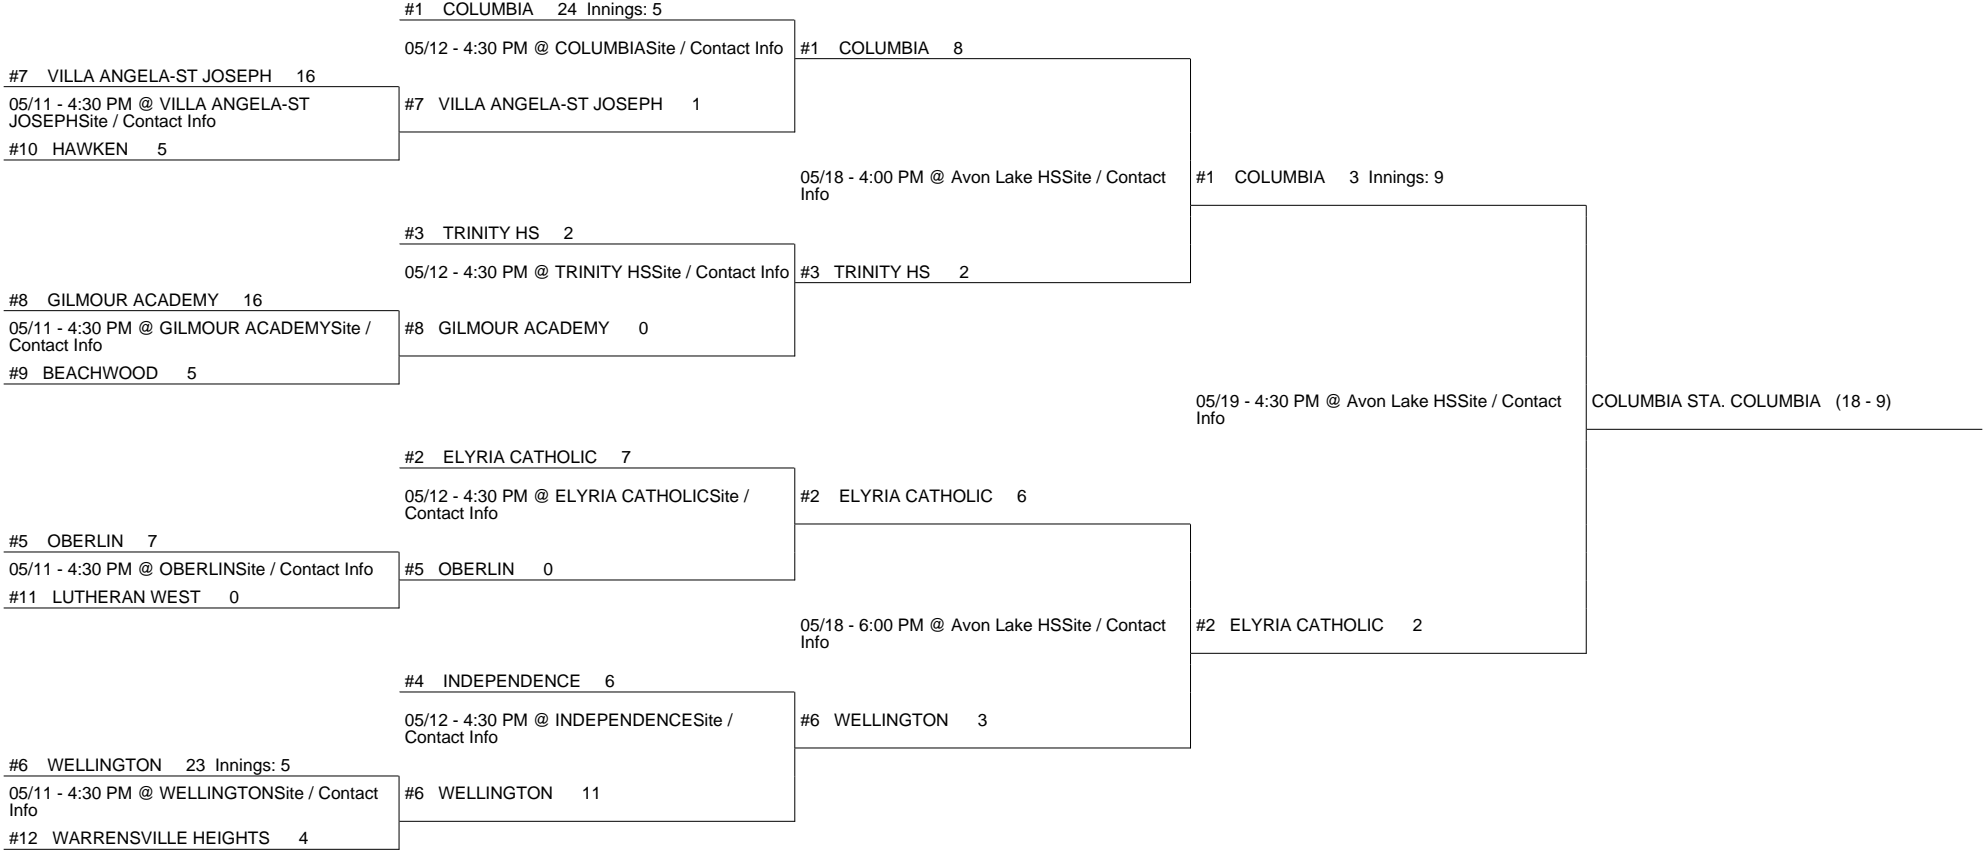 #1 COLUMBIA 24 Innings: 5
05/12 - 4:30 PM @ COLUMBIASite / Contact Info
#1 COLUMBIA 8
#7 VILLA ANGELA-ST JOSEPH 16
05/11 - 4:30 PM @ VILLA ANGELA-ST
JOSEPHSite / Contact Info
#7 VILLA ANGELA-ST JOSEPH 1
#10 HAWKEN 5
05/18 - 4:00 PM @ Avon Lake HSSite / Contact
Info
#1 COLUMBIA 3 Innings: 9
#3 TRINITY HS 2
05/12 - 4:30 PM @ TRINITY HSSite / Contact Info
#3 TRINITY HS 2
#8 GILMOUR ACADEMY 16
05/11 - 4:30 PM @ GILMOUR ACADEMYSite /
Contact Info
#8 GILMOUR ACADEMY 0
#9 BEACHWOOD 5
05/19 - 4:30 PM @ Avon Lake HSSite / Contact
Info
COLUMBIA STA. COLUMBIA (18 - 9)
#2 ELYRIA CATHOLIC 7
05/12 - 4:30 PM @ ELYRIA CATHOLICSite /
Contact Info
#2 ELYRIA CATHOLIC 6
#5 OBERLIN 7
05/11 - 4:30 PM @ OBERLINSite / Contact Info
#5 OBERLIN 0
#11 LUTHERAN WEST 0
05/18 - 6:00 PM @ Avon Lake HSSite / Contact
Info
#2 ELYRIA CATHOLIC 2
#4 INDEPENDENCE 6
05/12 - 4:30 PM @ INDEPENDENCESite /
Contact Info
#6 WELLINGTON 3
#6 WELLINGTON 23 Innings: 5
05/11 - 4:30 PM @ WELLINGTONSite / Contact
Info
#6 WELLINGTON 11
#12 WARRENSVILLE HEIGHTS 4